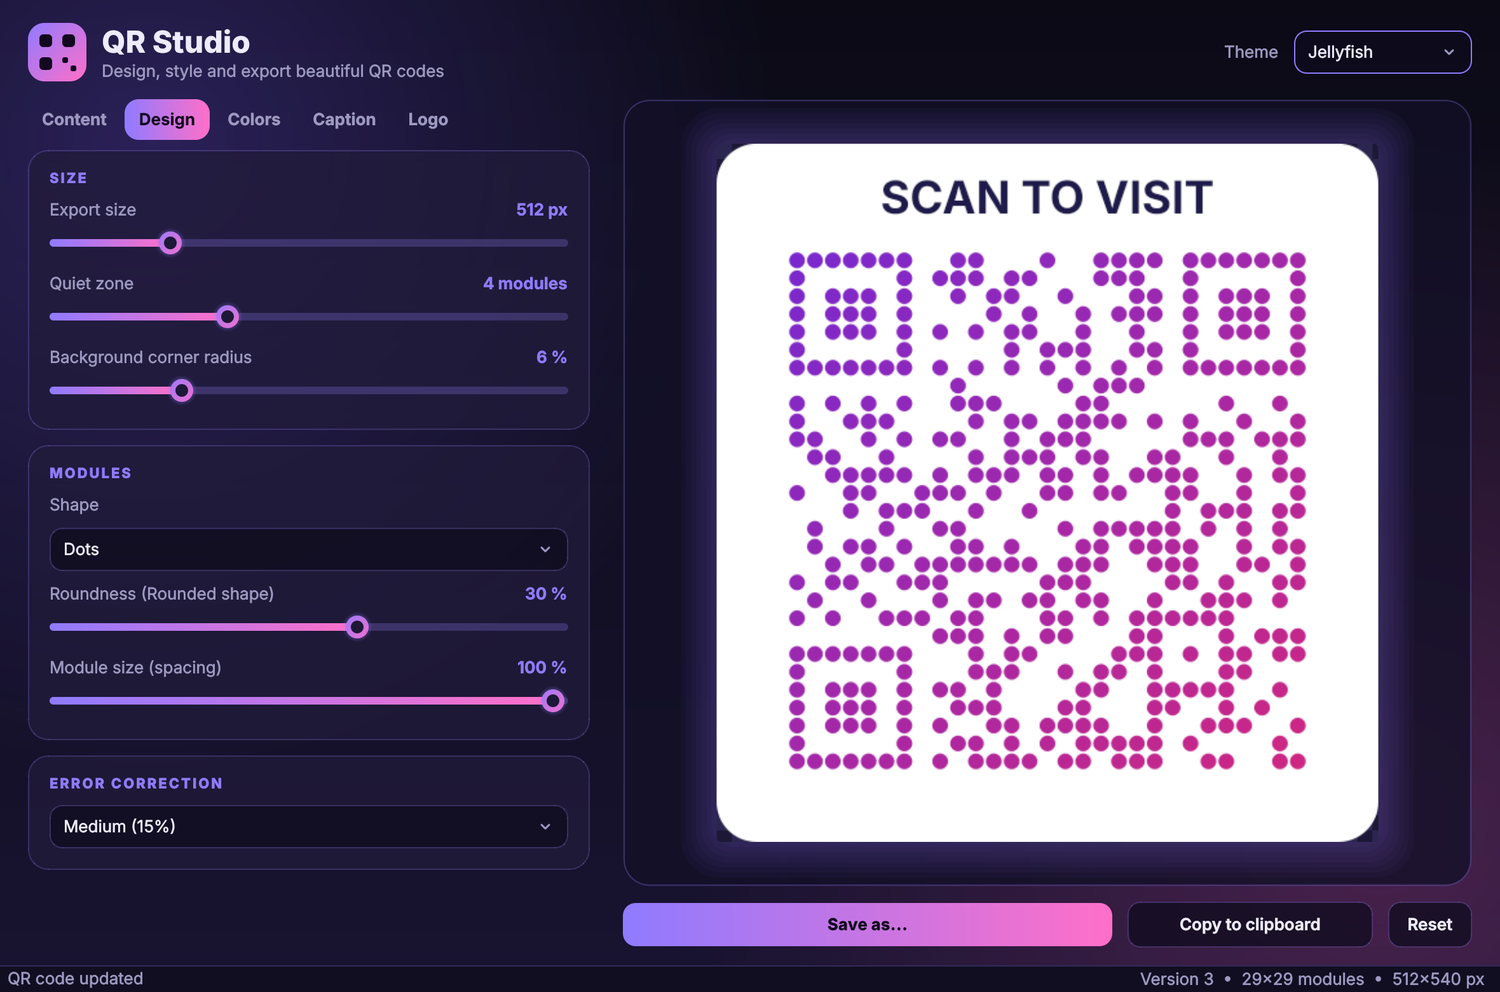 QR Studio
Design, style and export beautiful QR codes
Theme
Jellyfish
Content
Design
Colors
Caption
Logo
SIZE
Export size
512 px
Quiet zone
4 modules
Background corner radius
6 %
MODULES
Shape
Dots
Roundness (Rounded shape)
30 %
Module size (spacing)
100 %
ERROR CORRECTION
Medium (15%)
SCAN TO VISIT
Save as...
Copy to clipboard
Reset
QR code updated
Version 3 • 29×29 modules • 512×540 px